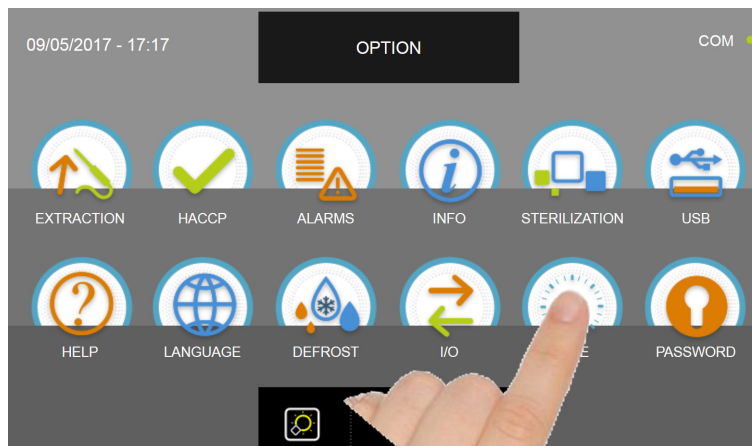 09/05/2017 - 17:17
OPTION
COM
EXTRACTION
HACCP
ALARMS
INFO
STERILIZATION
USB
HELP
LANGUAGE
DEFROST
I/O
PASSWORD